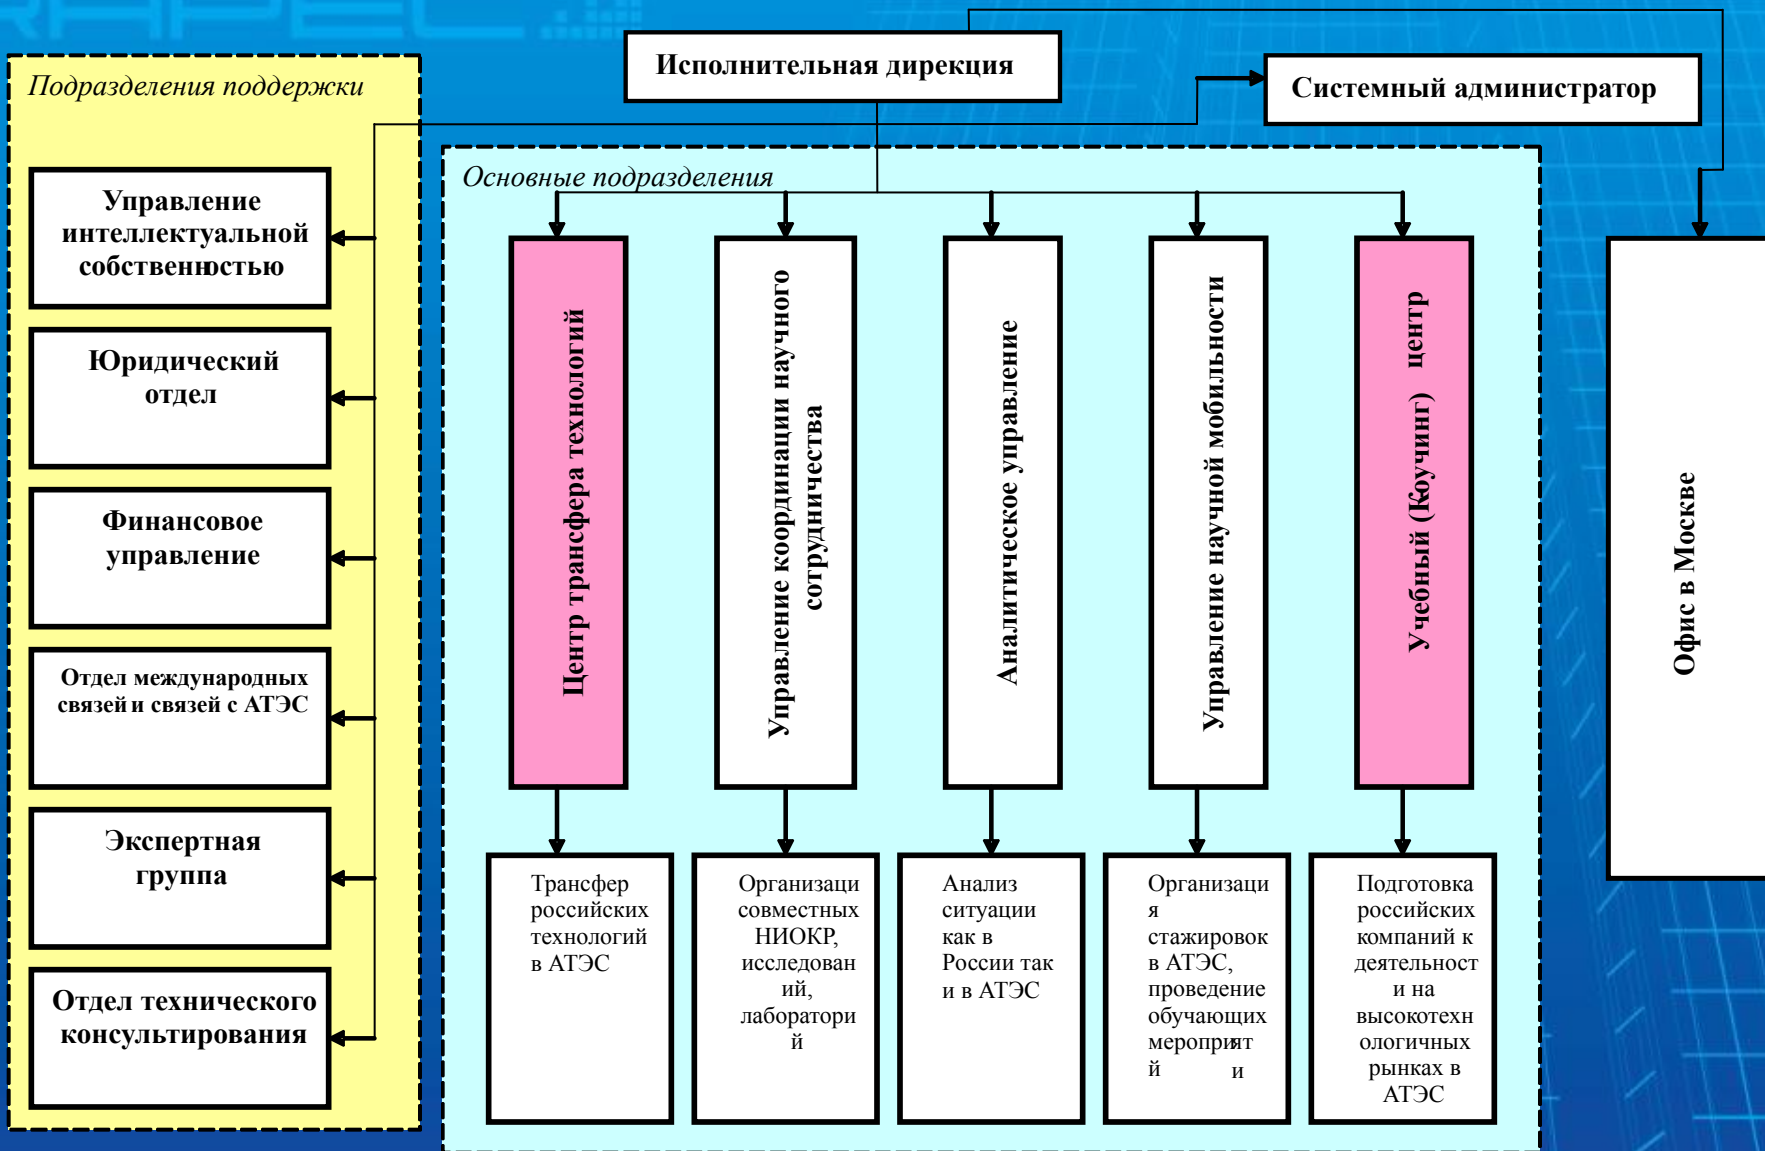 RAPEC
Исполнительная дирекция
Системный администратор
Подразделения поддержки
Управление
интеллектуальной
собственностью
Юридический
отдел
Финансовое
управление
Отдел международных
связей и связей с АТЭС
Экспертная
группа
Отдел технического
консультирования
Основные подразделения
Центр трансфера технологий
Управление координации научного
сотрудничества
Аналитическое управление
Управление научной мобильности
Учебный (Коучинг) центр
Офис в Москве
Трансфер
российских
технологий
в АТЭС
Организаци
совместных
НИОКР,
исследован
ий,
лаборатори
й
Анализ
ситуации
как в
России так
и в АТЭС
Организаци
я
стажировок
в АТЭС,
проведение
обучающих
мероприят
й и
Подготовка
российских
компаний к
деятельност
и на
высокотехн
ологичных
рынках в
АТЭС